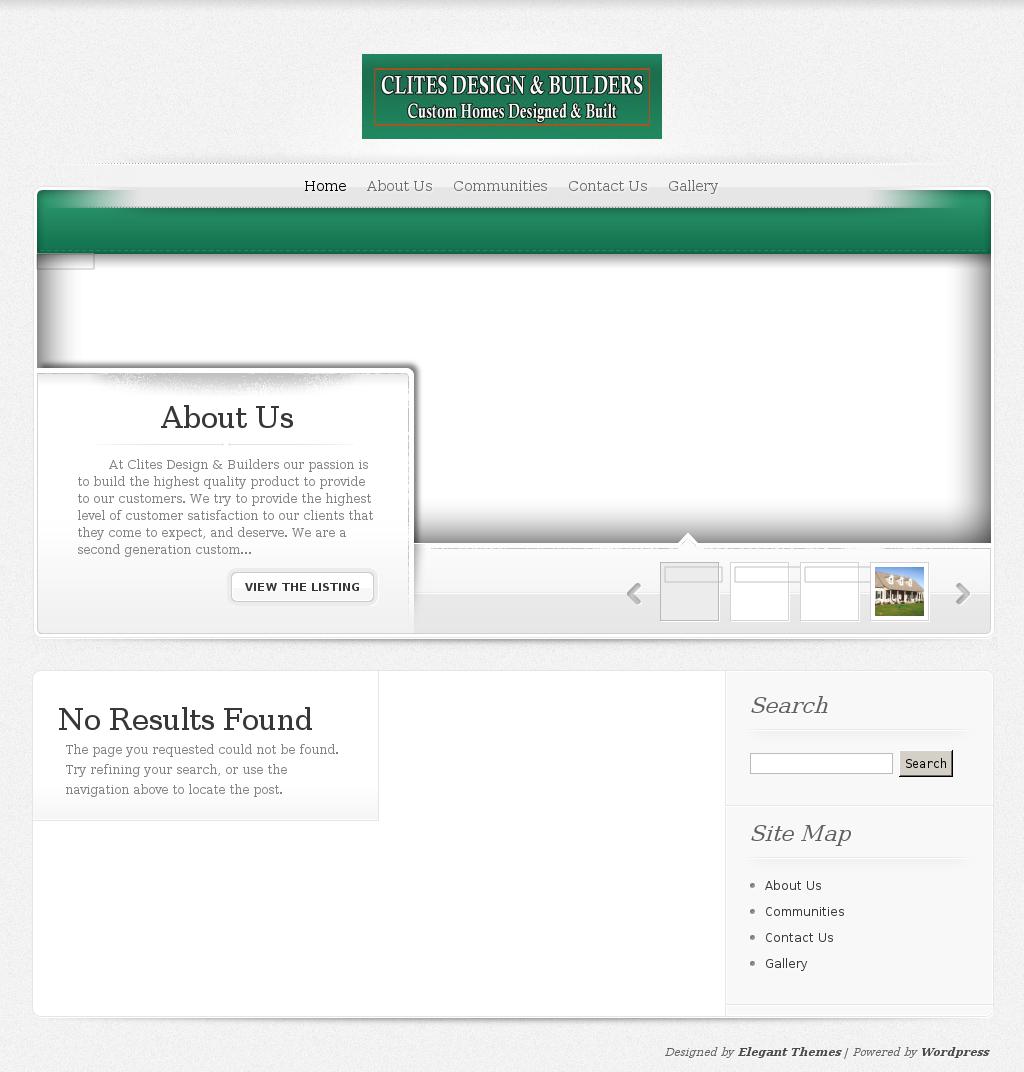 CLITES DESIGN & BUILDERS
Custom Homes Designed & Built
Home About Us Communities Contact Us Gallery
About Us
At Clites Design & Builders our passion is
to build the highest quality product to provide
to our customers. We try to provide the highest
level of customer satisfaction to our clients that
they come to expect, and deserve. We are a
second generation custom...
VIEW THE LISTING
No Results Found
The page you requested could not be found.
Try refining your search, or use the
navigation above to locate the post.
Search
Search
Site Map
About Us
Communities
Contact Us
Gallery
Designed by Elegant Themes | Powered by Wordpress